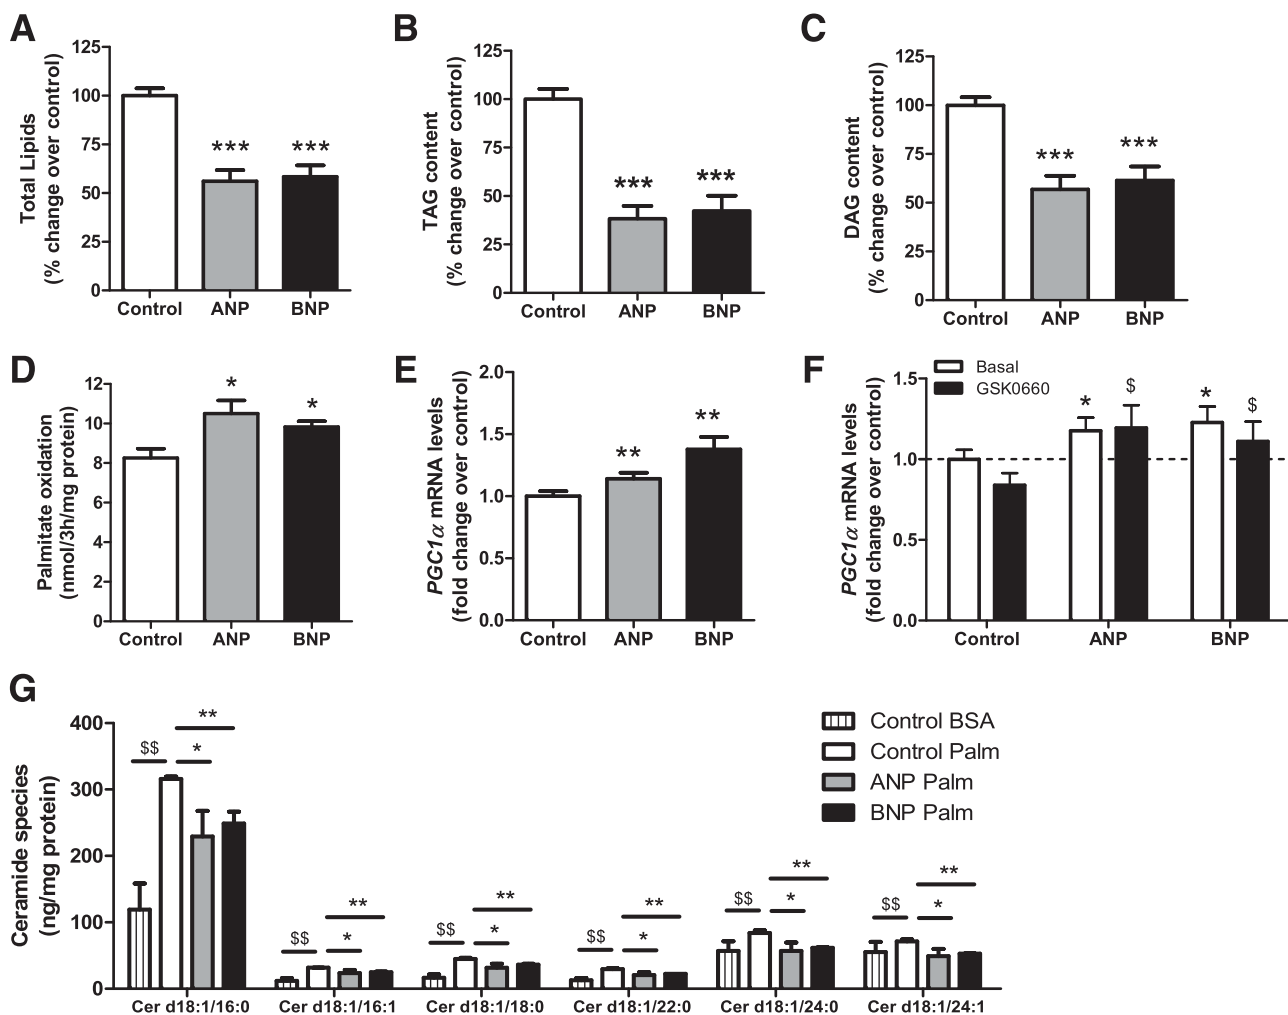 A
Total Lipids
(% change over control)
125
100
75
50
25
0
***
***
Control
ANP
BNP
B
TAG content
(% change over control)
125
100
75
50
25
0
***
***
Control
ANP
BNP
C
DAG content
(% change over control)
125
100
75
50
25
0
***
***
Control
ANP
BNP
D
Palmitate oxidation
(nmol/3h/mg protein)
12
10
8
6
4
2
0
*
*
Control
ANP
BNP
E
PGC1α mRNA levels
(fold change over control)
2.0
1.5
1.0
0.5
0.0
**
**
Control
ANP
BNP
F
Basal
GSK0660
PGC1α mRNA levels
(fold change over control)
1.5
1.0
0.5
0.0
*
$
*
$
Control
ANP
BNP
G
Ceramide species
(ng/mg protein)
400
300
200
100
0
Control BSA
Control Palm
ANP Palm
BNP Palm
**
$$
*
**
$$
*
**
$$
*
**
$$
*
**
$$
*
**
$$
*
Cer d18:1/16:0
Cer d18:1/16:1
Cer d18:1/18:0
Cer d18:1/22:0
Cer d18:1/24:0
Cer d18:1/24:1